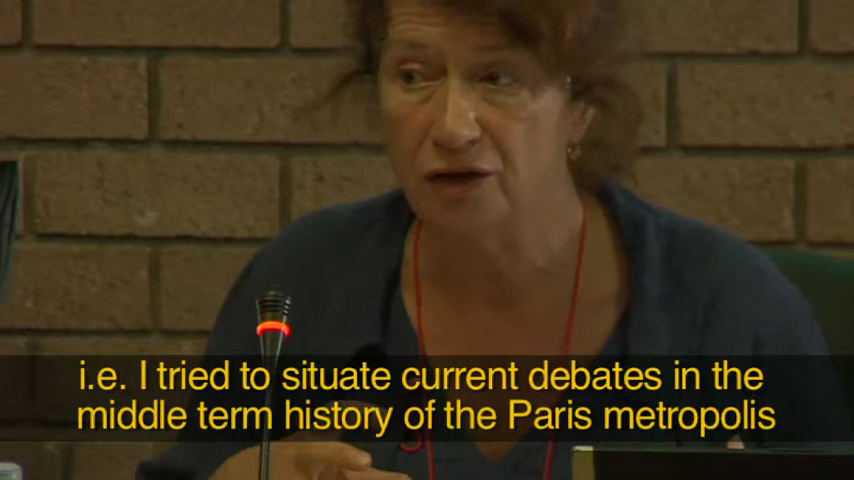 i.e. I tried to situate current debates in the
middle term history of the Paris metropolis